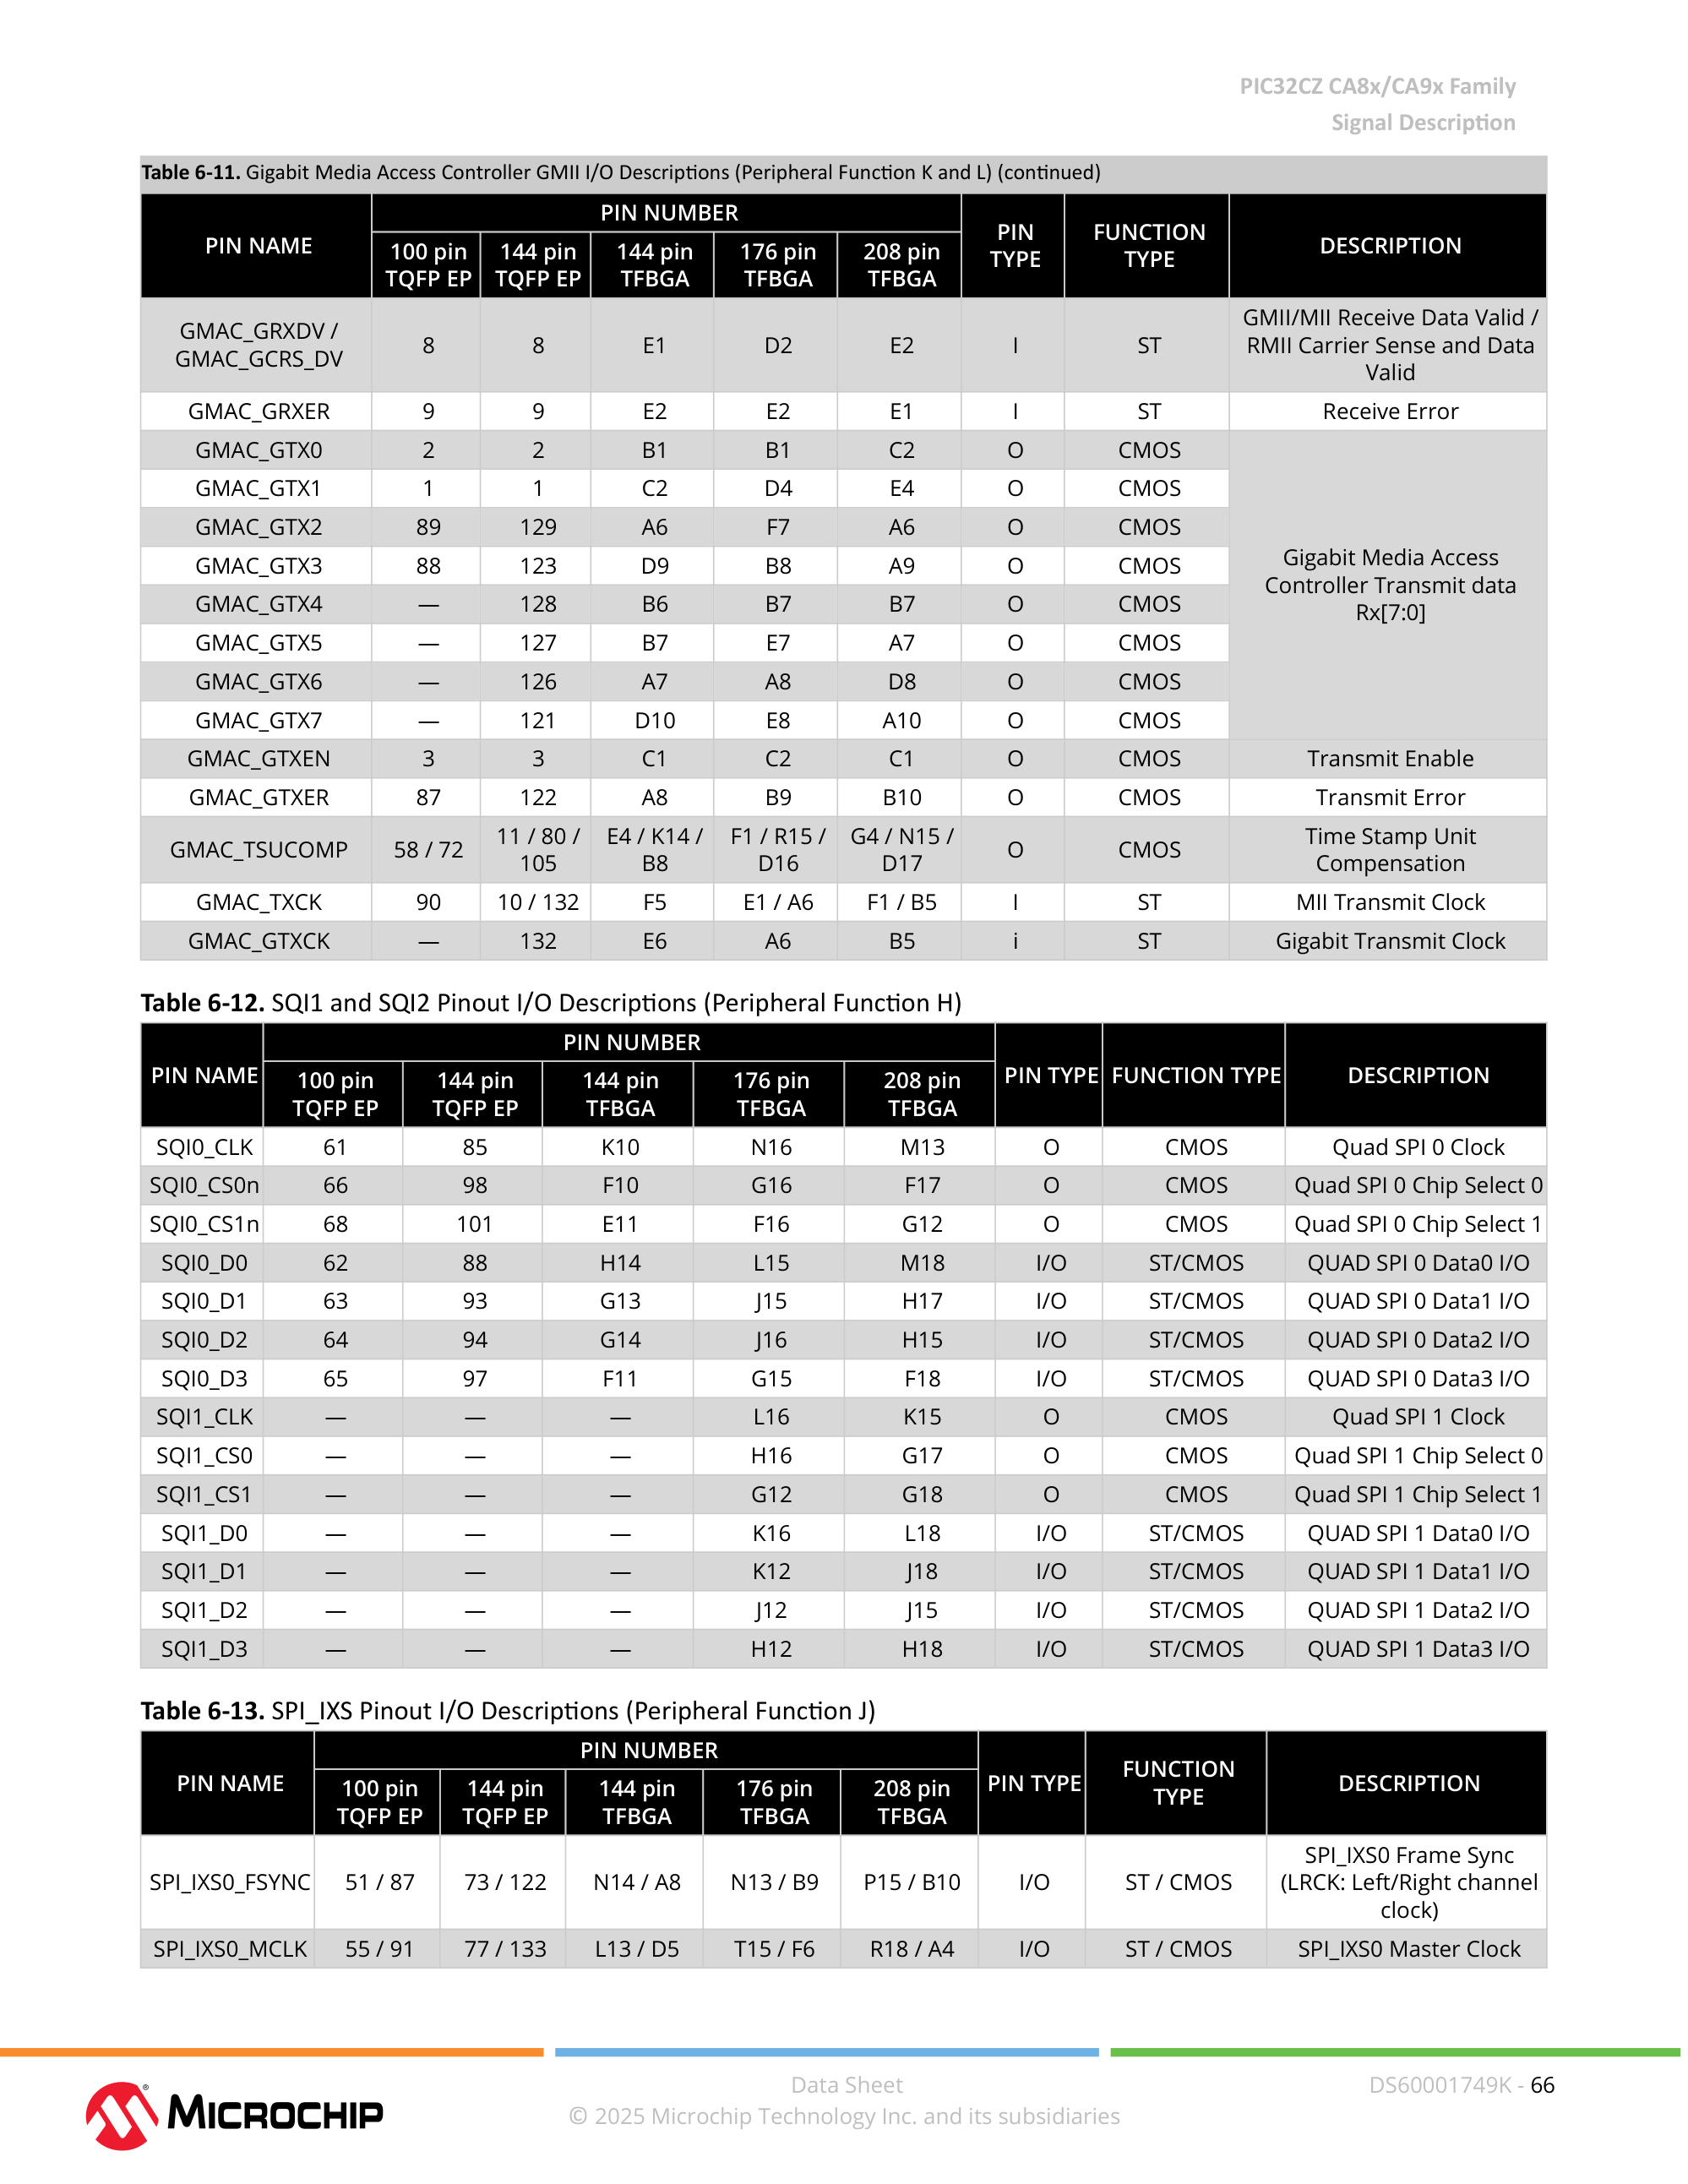 PIC32CZ CA8x/CA9x Family
Signal Description
Table 6-11. Gigabit Media Access Controller GMII I/O Descriptions (Peripheral Function K and L) (continued)
PIN NAME PIN NUMBER PIN TYPE FUNCTION TYPE DESCRIPTION
100 pin TQFP EP 144 pin TQFP EP 144 pin TFBGA 176 pin TFBGA 208 pin TFBGA
GMAC_GRXDV / GMAC_GCRS_DV 8 8 E1 D2 E2 I ST GMII/MII Receive Data Valid / RMII Carrier Sense and Data Valid
GMAC_GRXER 9 9 E2 E2 E1 I ST Receive Error
GMAC_GTX0 2 2 B1 B1 C2 O CMOS Gigabit Media Access Controller Transmit data Rx[7:0]
GMAC_GTX1 1 1 C2 D4 E4 O CMOS
GMAC_GTX2 89 129 A6 F7 A6 O CMOS
GMAC_GTX3 88 123 D9 B8 A9 O CMOS
GMAC_GTX4 — 128 B6 B7 B7 O CMOS
GMAC_GTX5 — 127 B7 E7 A7 O CMOS
GMAC_GTX6 — 126 A7 A8 D8 O CMOS
GMAC_GTX7 — 121 D10 E8 A10 O CMOS
GMAC_GTXEN 3 3 C1 C2 C1 O CMOS Transmit Enable
GMAC_GTXER 87 122 A8 B9 B10 O CMOS Transmit Error
GMAC_TSUCOMP 58 / 72 11 / 80 / 105 E4 / K14 / B8 F1 / R15 / D16 G4 / N15 / D17 O CMOS Time Stamp Unit Compensation
GMAC_TXCK 90 10 / 132 F5 E1 / A6 F1 / B5 I ST MII Transmit Clock
GMAC_GTXCK — 132 E6 A6 B5 i ST Gigabit Transmit Clock
Table 6-12. SQI1 and SQI2 Pinout I/O Descriptions (Peripheral Function H)
PIN NAME PIN NUMBER PIN TYPE FUNCTION TYPE DESCRIPTION
100 pin TQFP EP 144 pin TQFP EP 144 pin TFBGA 176 pin TFBGA 208 pin TFBGA
SQI0_CLK 61 85 K10 N16 M13 O CMOS Quad SPI 0 Clock
SQI0_CS0n 66 98 F10 G16 F17 O CMOS Quad SPI 0 Chip Select 0
SQI0_CS1n 68 101 E11 F16 G12 O CMOS Quad SPI 0 Chip Select 1
SQI0_D0 62 88 H14 L15 M18 I/O ST/CMOS QUAD SPI 0 Data0 I/O
SQI0_D1 63 93 G13 J15 H17 I/O ST/CMOS QUAD SPI 0 Data1 I/O
SQI0_D2 64 94 G14 J16 H15 I/O ST/CMOS QUAD SPI 0 Data2 I/O
SQI0_D3 65 97 F11 G15 F18 I/O ST/CMOS QUAD SPI 0 Data3 I/O
SQI1_CLK — — — L16 K15 O CMOS Quad SPI 1 Clock
SQI1_CS0 — — — H16 G17 O CMOS Quad SPI 1 Chip Select 0
SQI1_CS1 — — — G12 G18 O CMOS Quad SPI 1 Chip Select 1
SQI1_D0 — — — K16 L18 I/O ST/CMOS QUAD SPI 1 Data0 I/O
SQI1_D1 — — — K12 J18 I/O ST/CMOS QUAD SPI 1 Data1 I/O
SQI1_D2 — — — J12 J15 I/O ST/CMOS QUAD SPI 1 Data2 I/O
SQI1_D3 — — — H12 H18 I/O ST/CMOS QUAD SPI 1 Data3 I/O
Table 6-13. SPI_IXS Pinout I/O Descriptions (Peripheral Function J)
PIN NAME PIN NUMBER PIN TYPE FUNCTION TYPE DESCRIPTION
100 pin TQFP EP 144 pin TQFP EP 144 pin TFBGA 176 pin TFBGA 208 pin TFBGA
SPI_IXS0_FSYNC 51 / 87 73 / 122 N14 / A8 N13 / B9 P15 / B10 I/O ST / CMOS SPI_IXS0 Frame Sync (LRCK: Left/Right channel clock)
SPI_IXS0_MCLK 55 / 91 77 / 133 L13 / D5 T15 / F6 R18 / A4 I/O ST / CMOS SPI_IXS0 Master Clock
MICROCHIP
Data Sheet
© 2025 Microchip Technology Inc. and its subsidiaries
DS60001749K - 66